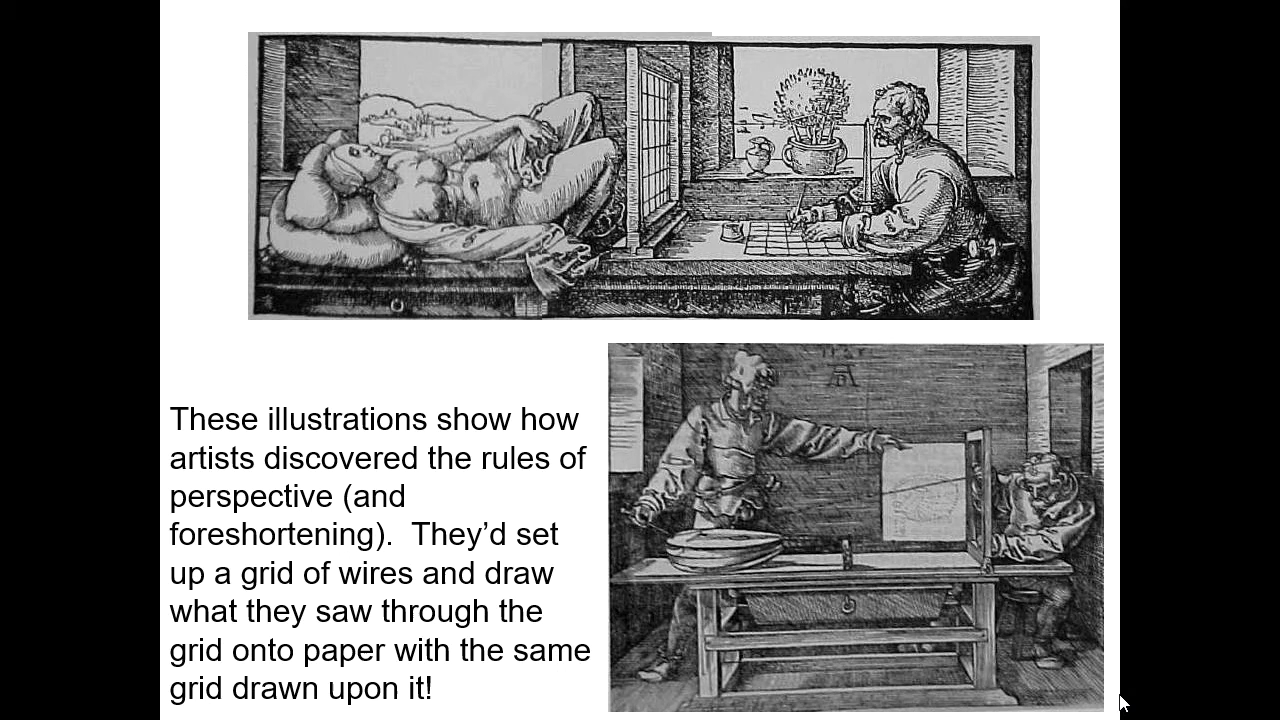 These illustrations show how
artists discovered the rules of
perspective (and
foreshortening).  They’d set
up a grid of wires and draw
what they saw through the
grid onto paper with the same
grid drawn upon it!